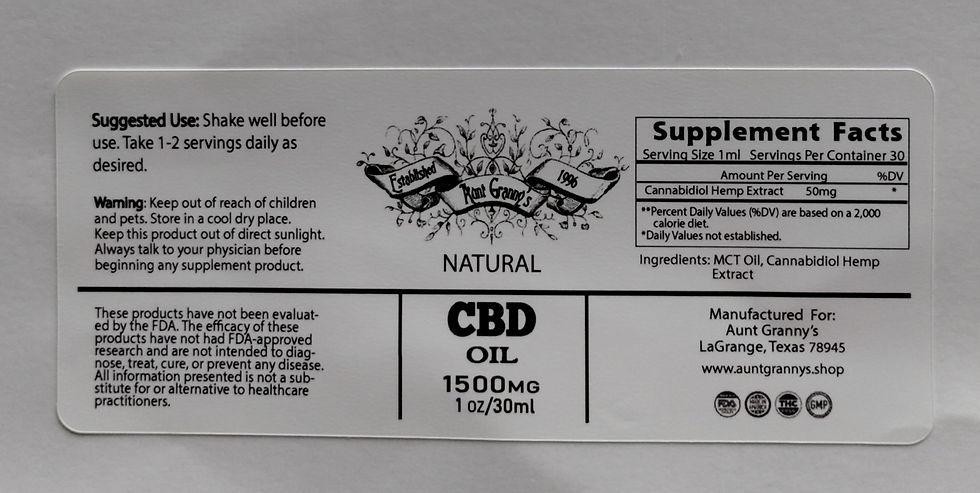 Suggested Use: Shake well before
use. Take 1-2 servings daily as
desired.
Warning: Keep out of reach of children
and pets. Store in a cool dry place.
Keep this product out of direct sunlight.
Always talk to your physician before
beginning any supplement product.
Established
Aunt Granny's
1996
NATURAL
Supplement Facts
Serving Size 1ml Servings Per Container 30
Amount Per Serving %DV
Cannabidiol Hemp Extract 50mg *
**Percent Daily Values (%DV) are based on a 2,000
calorie diet.
*Daily Values not established.
Ingredients: MCT Oil, Cannabidiol Hemp
Extract
These products have not been evaluat-
ed by the FDA. The efficacy of these
products have not had FDA-approved
research and are not intended to diag-
nose, treat, cure, or prevent any disease.
All information presented is not a sub-
stitute for or alternative to healthcare
practitioners.
CBD
OIL
1500MG
1 OZ/30ml
Manufactured For:
Aunt Granny's
LaGrange, Texas 78945
www.auntgrannys.shop
FDA
THC
GMP